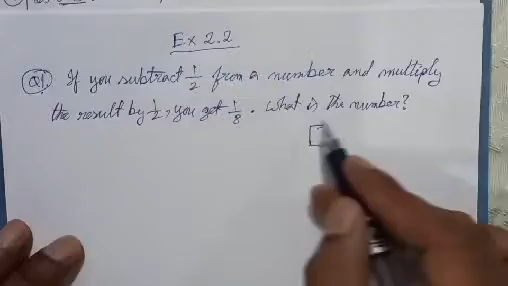 Ex 2.2
Q1) If you subtract 1/2 from a number and multiply
the result by 1/2, you get 1/8. What is the number?